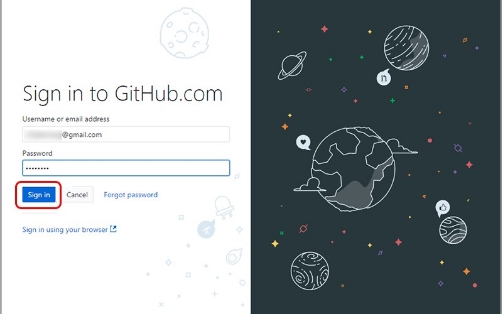 Sign in to GitHub.com
Username or email address
@gmail.com
Password
Sign in
Cancel
Forgot password
Sign in using your browser
n